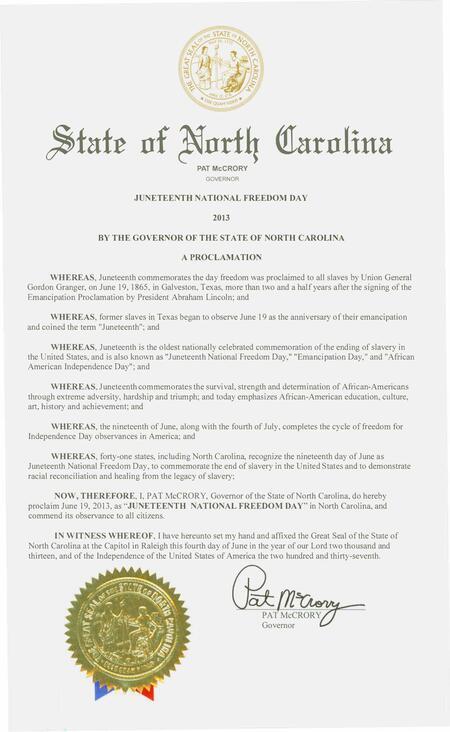 THE GREAT SEAL OF THE STATE OF NORTH CAROLINA
ESSE QUAM VIDERI
State of North Carolina
PAT McCRORY
GOVERNOR
JUNETEENTH NATIONAL FREEDOM DAY
2013
BY THE GOVERNOR OF THE STATE OF NORTH CAROLINA
A PROCLAMATION
WHEREAS, Juneteenth commemorates the day freedom was proclaimed to all slaves by Union General
Gordon Granger, on June 19, 1865, in Galveston, Texas, more than two and a half years after the signing of the
Emancipation Proclamation by President Abraham Lincoln; and
WHEREAS, former slaves in Texas began to observe June 19 as the anniversary of their emancipation
and coined the term "Juneteenth"; and
WHEREAS, Juneteenth is the oldest nationally celebrated commemoration of the ending of slavery in
the United States, and is also known as "Juneteenth National Freedom Day," "Emancipation Day," and "African
American Independence Day"; and
WHEREAS, Juneteenth commemorates the survival, strength and determination of African-Americans
through extreme adversity, hardship and triumph; and today emphasizes African-American education, culture,
art, history and achievement; and
WHEREAS, the nineteenth of June, along with the fourth of July, completes the cycle of freedom for
Independence Day observances in America; and
WHEREAS, forty-one states, including North Carolina, recognize the nineteenth day of June as
Juneteenth National Freedom Day, to commemorate the end of slavery in the United States and to demonstrate
racial reconciliation and healing from the legacy of slavery;
NOW, THEREFORE, I, PAT McCRORY, Governor of the State of North Carolina, do hereby
proclaim June 19, 2013, as "JUNETEENTH NATIONAL FREEDOM DAY" in North Carolina, and
commend its observance to all citizens.
IN WITNESS WHEREOF, I have hereunto set my hand and affixed the Great Seal of the State of
North Carolina at the Capitol in Raleigh this fourth day of June in the year of our Lord two thousand and
thirteen, and of the Independence of the United States of America the two hundred and thirty-seventh.
Pat McCrory
PAT McCRORY
Governor